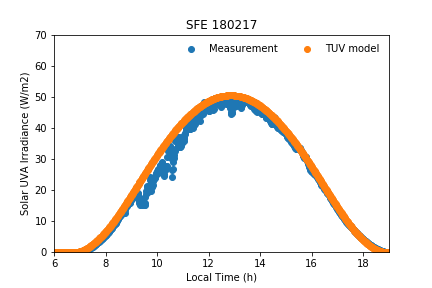 SFE 180217
Measurement TUV model
Solar UVA Irradiance (W/m2)
70
60
50
40
30
20
10
0
6 8 10 12 14 16 18
Local Time (h)